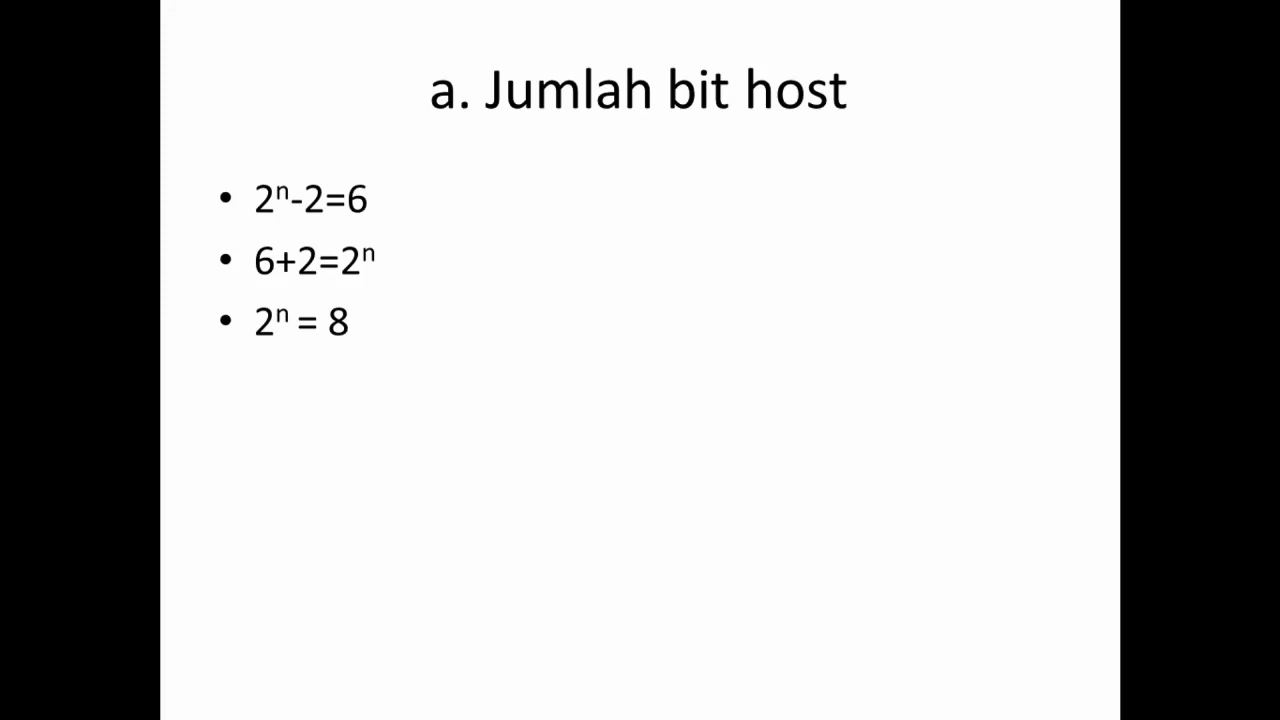 a. Jumlah bit host
• 2ⁿ-2=6
• 6+2=2ⁿ
• 2ⁿ = 8